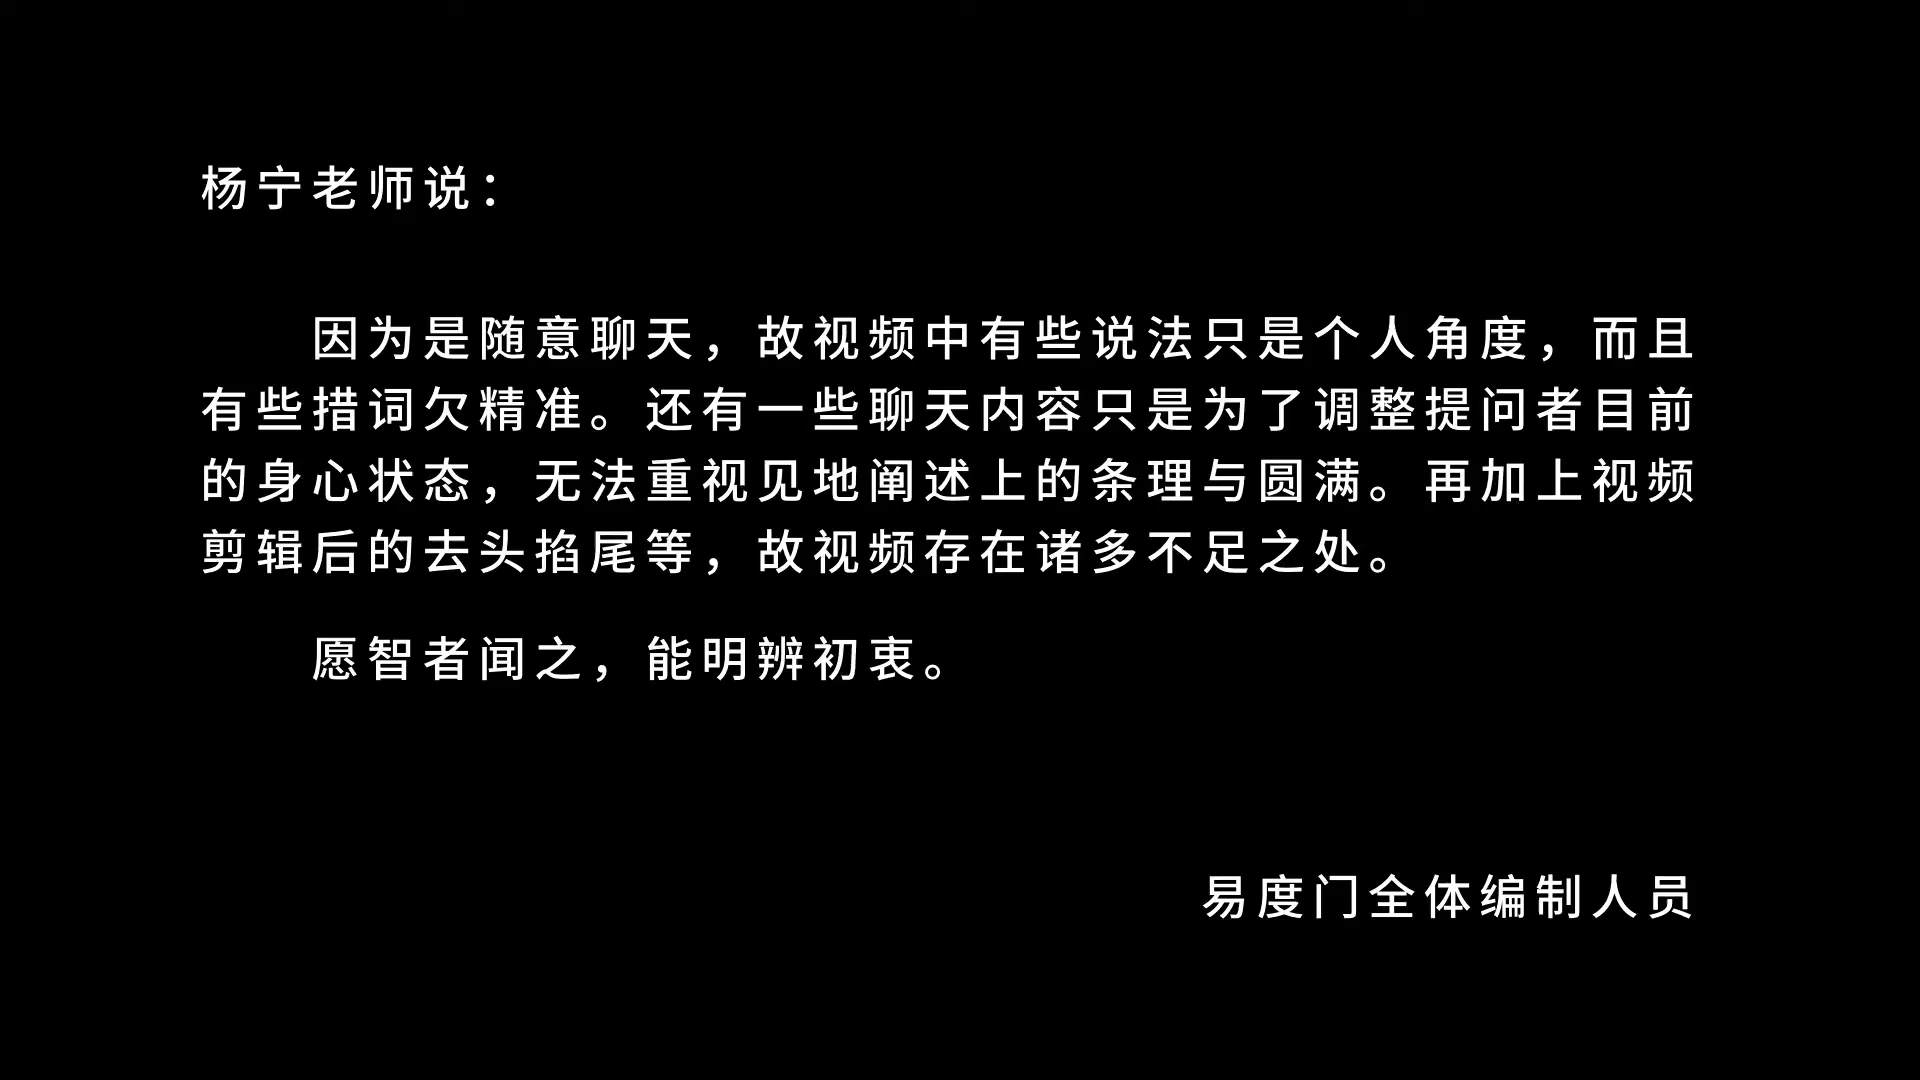 杨宁老师说：
因为是随意聊天，故视频中有些说法只是个人角度，而且
有些措词欠精准。还有一些聊天内容只是为了调整提问者目前
的身心状态，无法重视见地阐述上的条理与圆满。再加上视频
剪辑后的去头掐尾等，故视频存在诸多不足之处。
愿智者闻之，能明辨初衷。
易度门全体编制人员